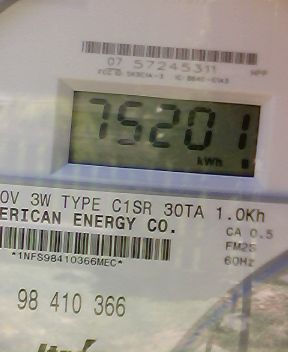 07 57245311
75201
kWh
0V 3W TYPE C1SR 30TA 1.0Kh
ERICAN ENERGY CO.
CA 0.5
FM2S
60Hz
*1NFS98410366MEC*
98 410 366